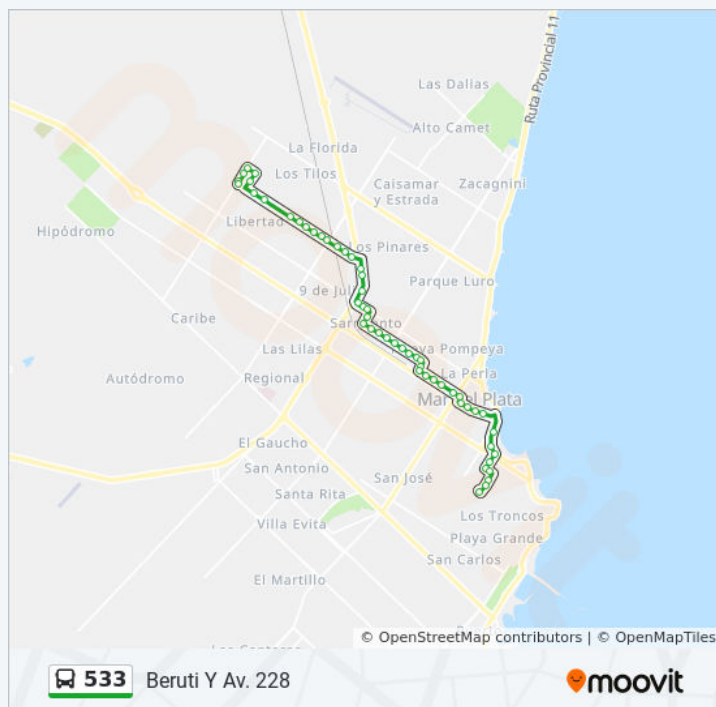 Las Dalias
Ruta Provincial 11
Alto Camet
La Florida
Los Tilos
Caisamar
y Estrada
Zacagnini
Libertad
Hipódromo
Los Pinares
Parque Luro
9 de Juli
Caribe
Sarmiento
Las Lilas
Nueva Pompeya
La Perla
Autódromo
Regional
Mar del Plata
El Gaucho
San Antonio
San José
Santa Rita
Los Troncos
Villa Evita
Playa Grande
San Carlos
El Martillo
© OpenStreetMap contributors | © OpenMapTiles
533 Beruti Y Av. 228
moovit